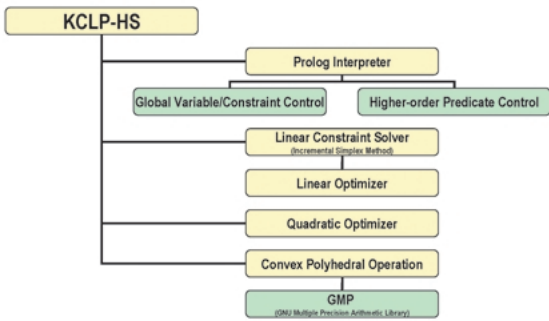 KCLP-HS
Prolog Interpreter
Global Variable/Constraint Control
Higher-order Predicate Control
Linear Constraint Solver
(Incremental Simplex Method)
Linear Optimizer
Quadratic Optimizer
Convex Polyhedral Operation
GMP
(GNU Multiple Precision Arithmetic Library)